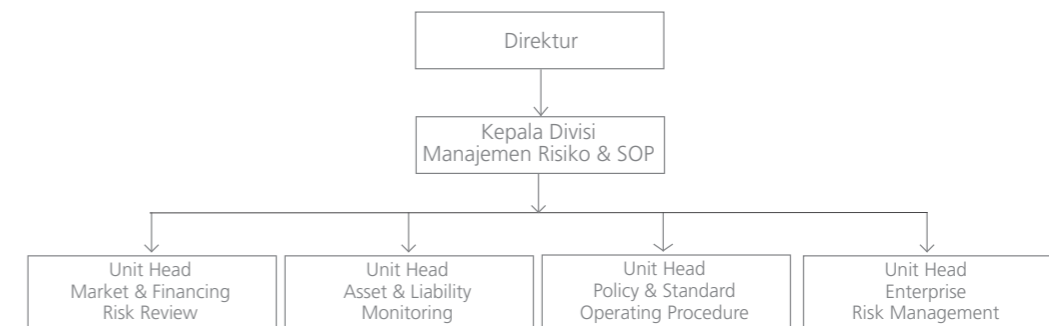 Direktur
Kepala Divisi
Manajemen Risiko & SOP
Unit Head
Market & Financing
Risk Review
Unit Head
Asset & Liability
Monitoring
Unit Head
Policy & Standard
Operating Procedure
Unit Head
Enterprise
Risk Management